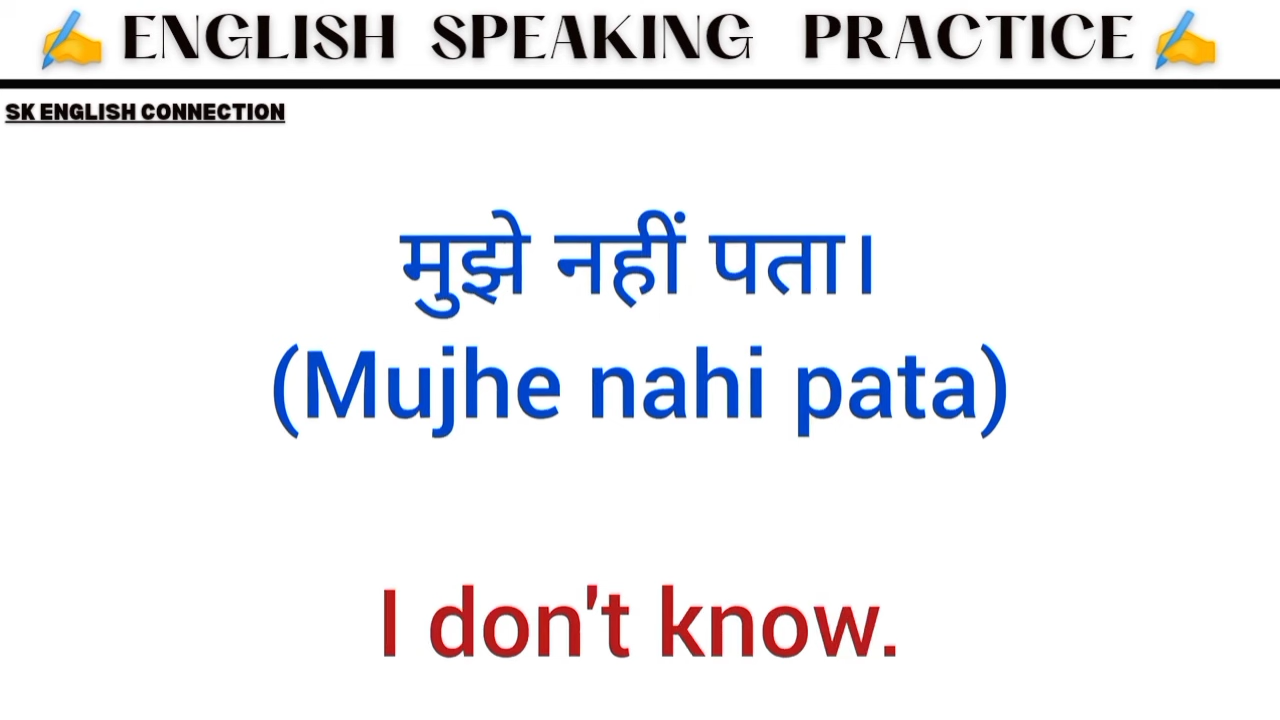 ✍️ ENGLISH SPEAKING PRACTICE ✍️
SK ENGLISH CONNECTION
मुझे नहीं पता।
(Mujhe nahi pata)
I don't know.